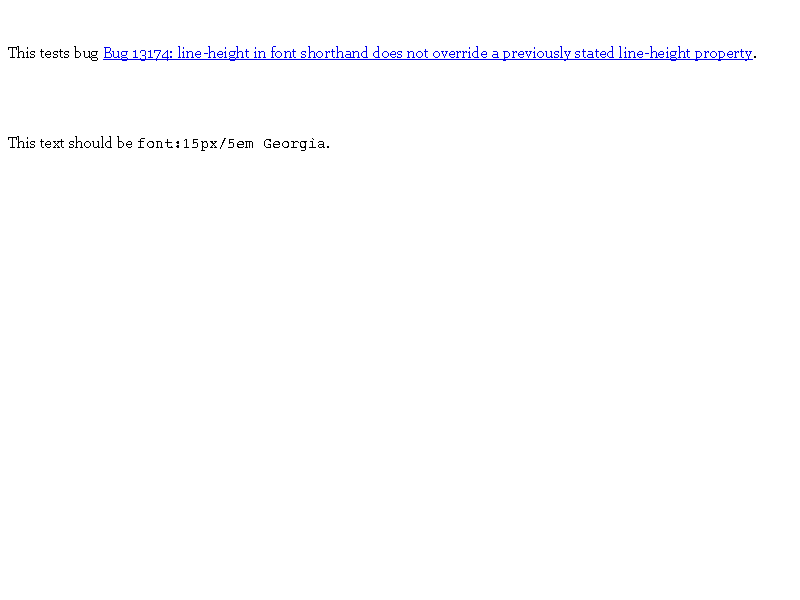 This tests bug Bug 13174: line-height in font shorthand does not override a previously stated line-height property.
This text should be font:15px/5em Georgia.